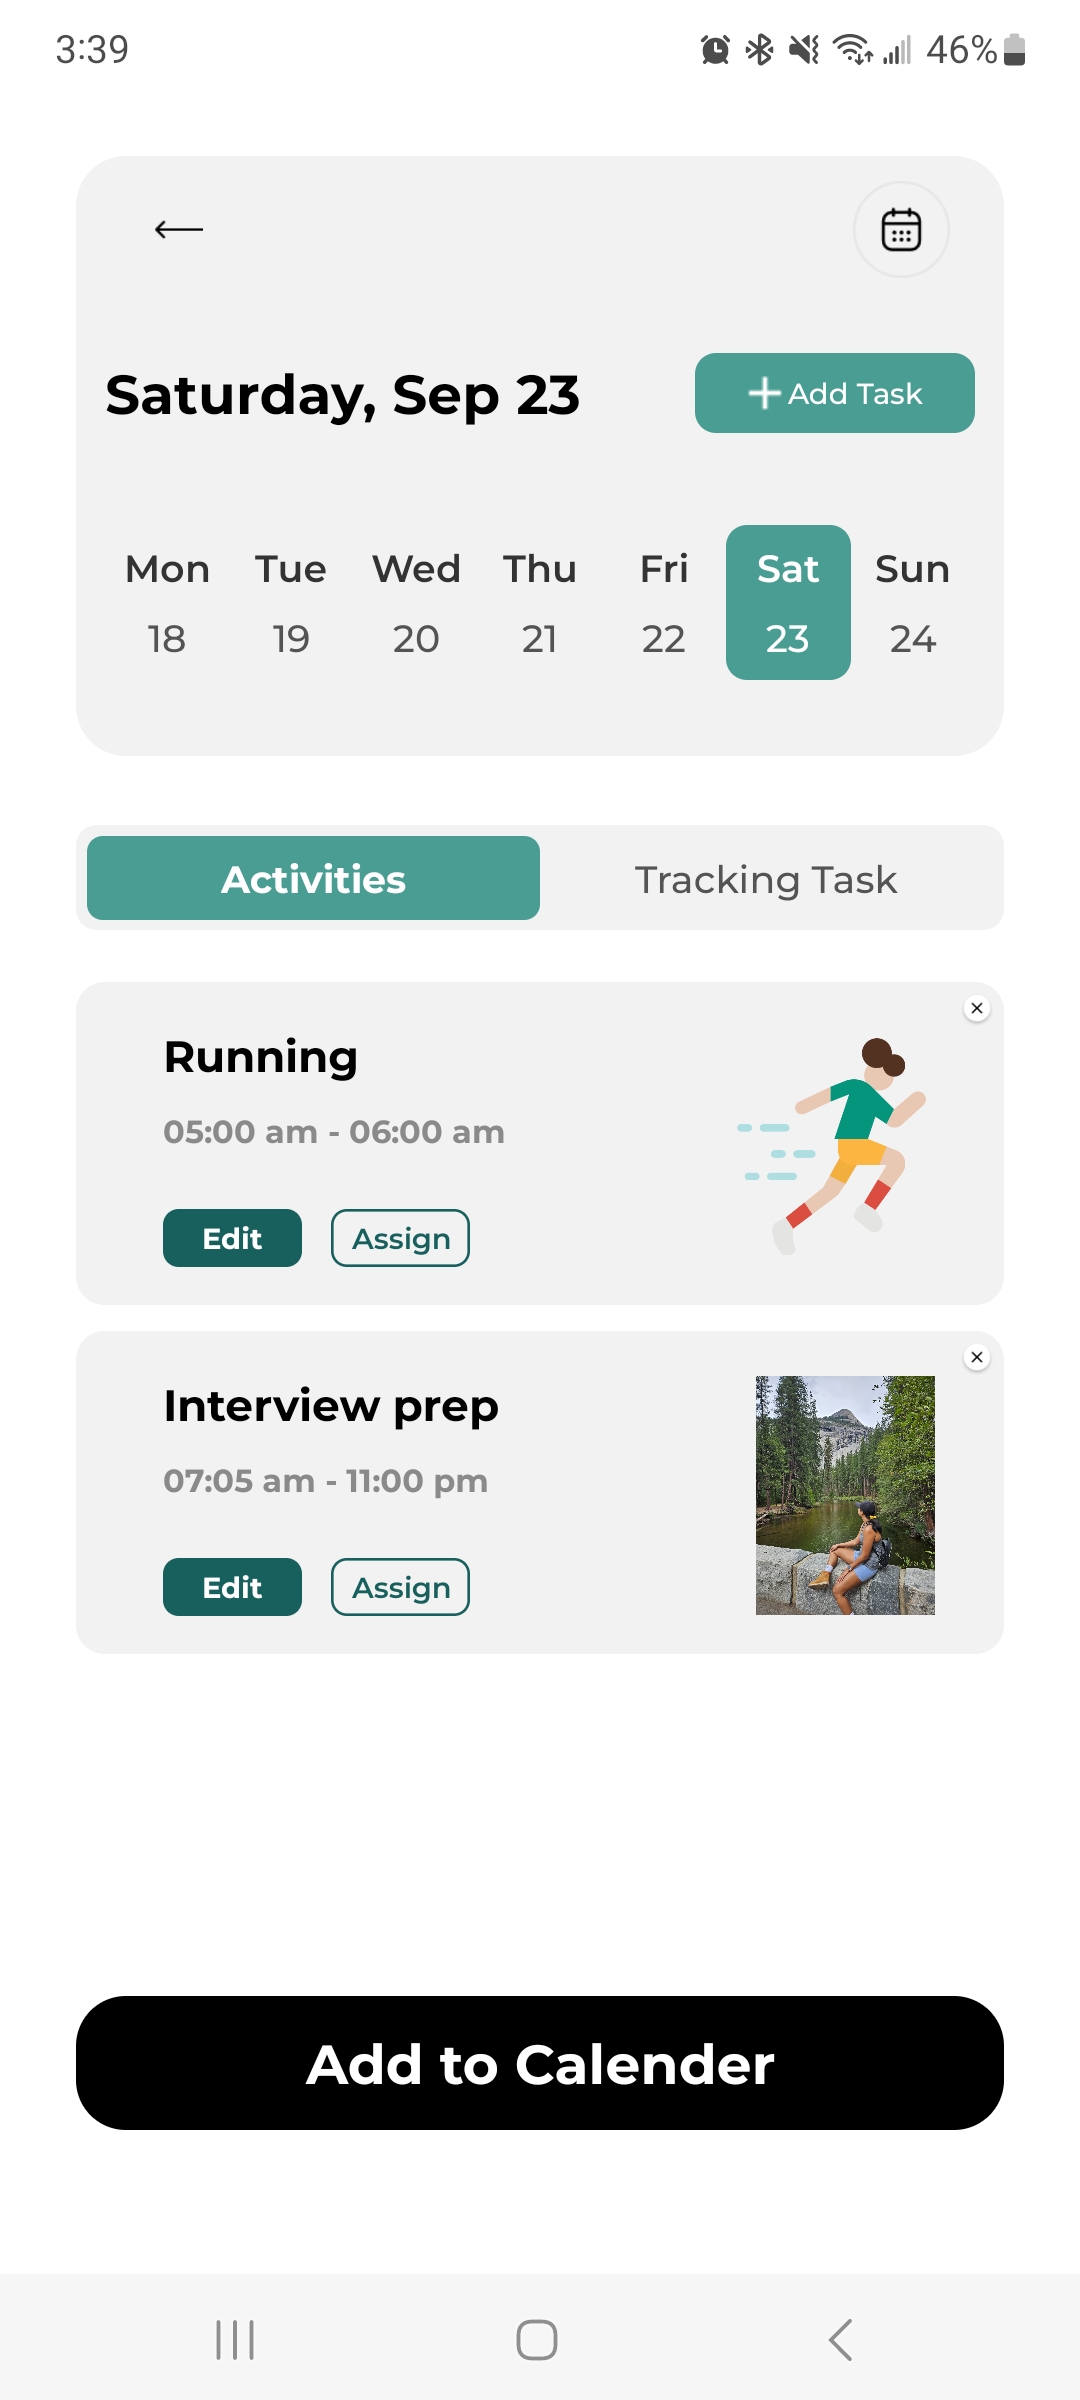 3:39
46%
Saturday, Sep 23
Add Task
Mon Tue Wed Thu Fri Sat Sun
18 19 20 21 22 23 24
Activities
Tracking Task
Running
05:00 am - 06:00 am
Edit
Assign
Interview prep
07:05 am - 11:00 pm
Edit
Assign
Add to Calender